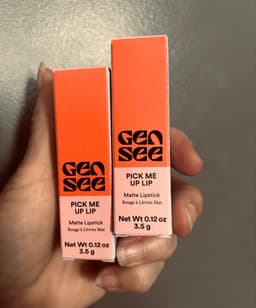 GEN
SEE
PICK ME
UP LIP
Matte Lipstick
Rouge à Lèvres Mat
Net Wt 0.12 oz
3.5 g
GEN
SEE
PICK ME
UP LIP
Matte Lipstick
Rouge à Lèvres Mat
Net Wt 0.12 oz
3.5 g